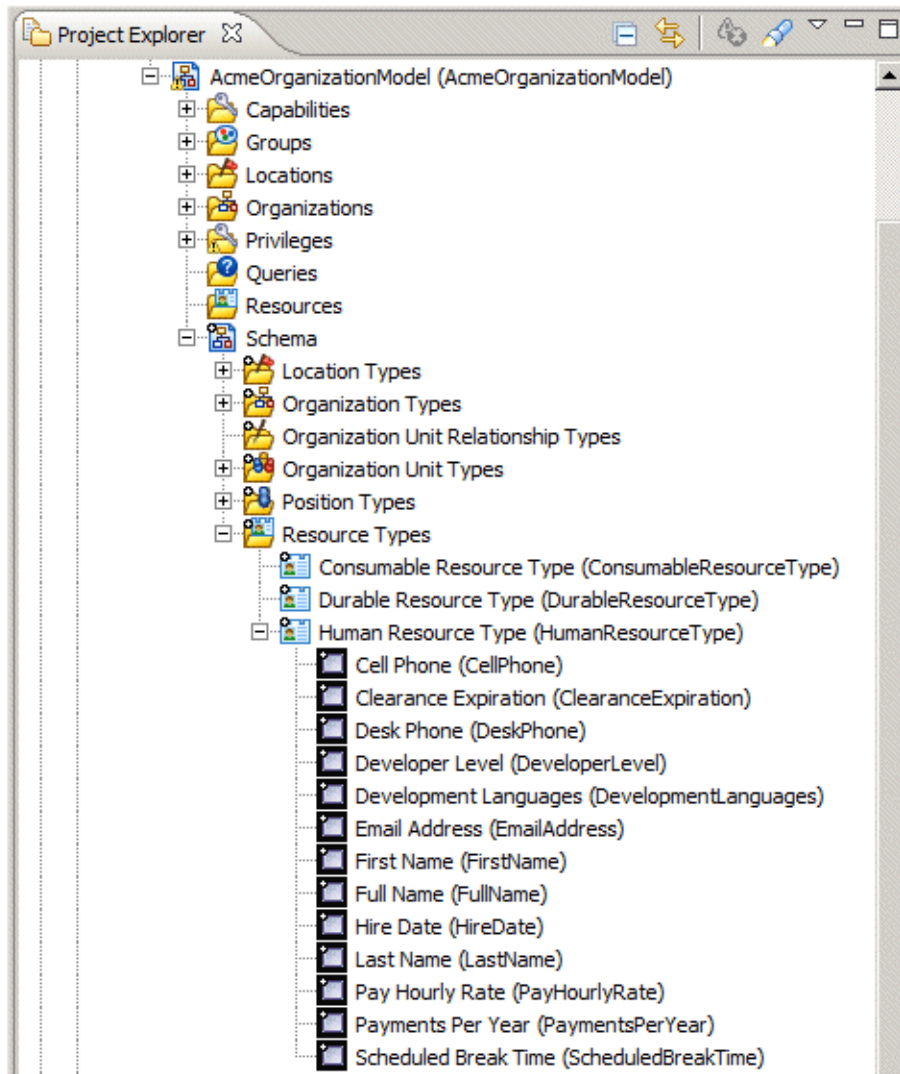 Project Explorer
AcmeOrganizationModel (AcmeOrganizationModel)
Capabilities
Groups
Locations
Organizations
Privileges
Queries
Resources
Schema
Location Types
Organization Types
Organization Unit Relationship Types
Organization Unit Types
Position Types
Resource Types
Consumable Resource Type (ConsumableResourceType)
Durable Resource Type (DurableResourceType)
Human Resource Type (HumanResourceType)
Cell Phone (CellPhone)
Clearance Expiration (ClearanceExpiration)
Desk Phone (DeskPhone)
Developer Level (DeveloperLevel)
Development Languages (DevelopmentLanguages)
Email Address (EmailAddress)
First Name (FirstName)
Full Name (FullName)
Hire Date (HireDate)
Last Name (LastName)
Pay Hourly Rate (PayHourlyRate)
Payments Per Year (PaymentsPerYear)
Scheduled Break Time (ScheduledBreakTime)